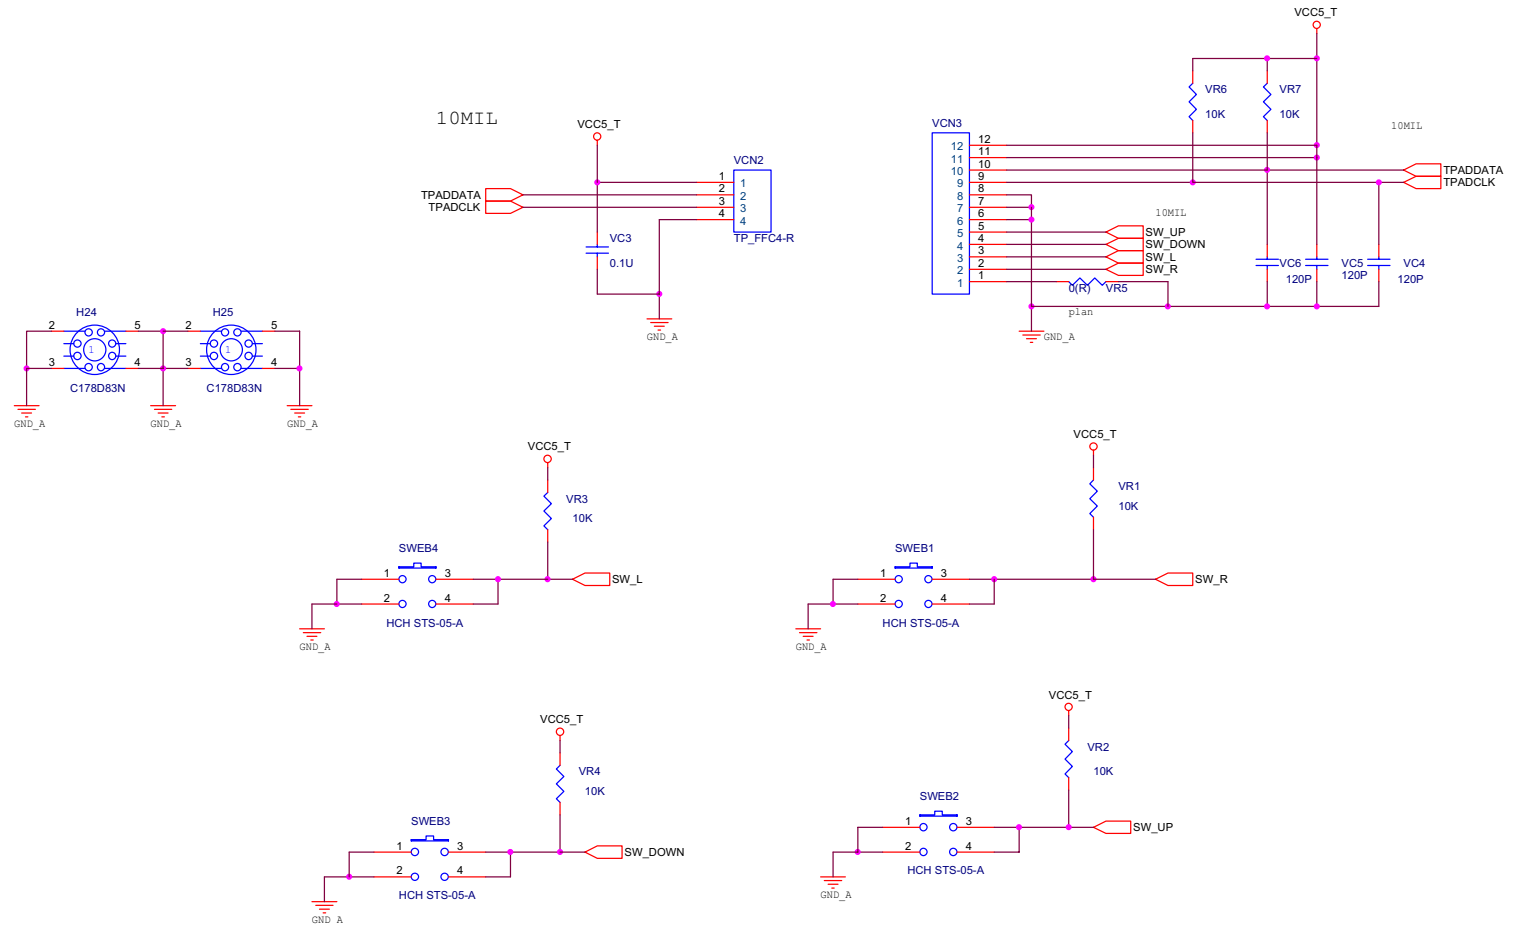 VCC5_T
VR6
10K
VR7
10K
10MIL
10MIL
VCC5_T
VCN3
12 12
11 11
10 10
9 9
8 8
7 7
6 6
5 5
4 4
3 3
2 2
1 1
TPADDATA
TPADCLK
10MIL
SW_UP
SW_DOWN
SW_L
SW_R
0(R) VR5
plan
GND_A
VC6
120P
VC5
120P
VC4
120P
VCN2
1 1
2 2
3 3
4 4
TP_FFC4-R
TPADDATA
TPADCLK
VC3
0.1U
GND_A
H24
2 5
1
3 4
C178D83N
H25
2 5
1
3 4
C178D83N
GND_A
GND_A
GND_A
VCC5_T
VR3
10K
SWEB4
1 3
2 4
HCH STS-05-A
SW_L
GND_A
VCC5_T
VR1
10K
SWEB1
1 3
2 4
HCH STS-05-A
SW_R
GND_A
VCC5_T
VR4
10K
SWEB3
1 3
2 4
HCH STS-05-A
SW_DOWN
GND A
VCC5_T
VR2
10K
SWEB2
1 3
2 4
HCH STS-05-A
SW_UP
GND_A